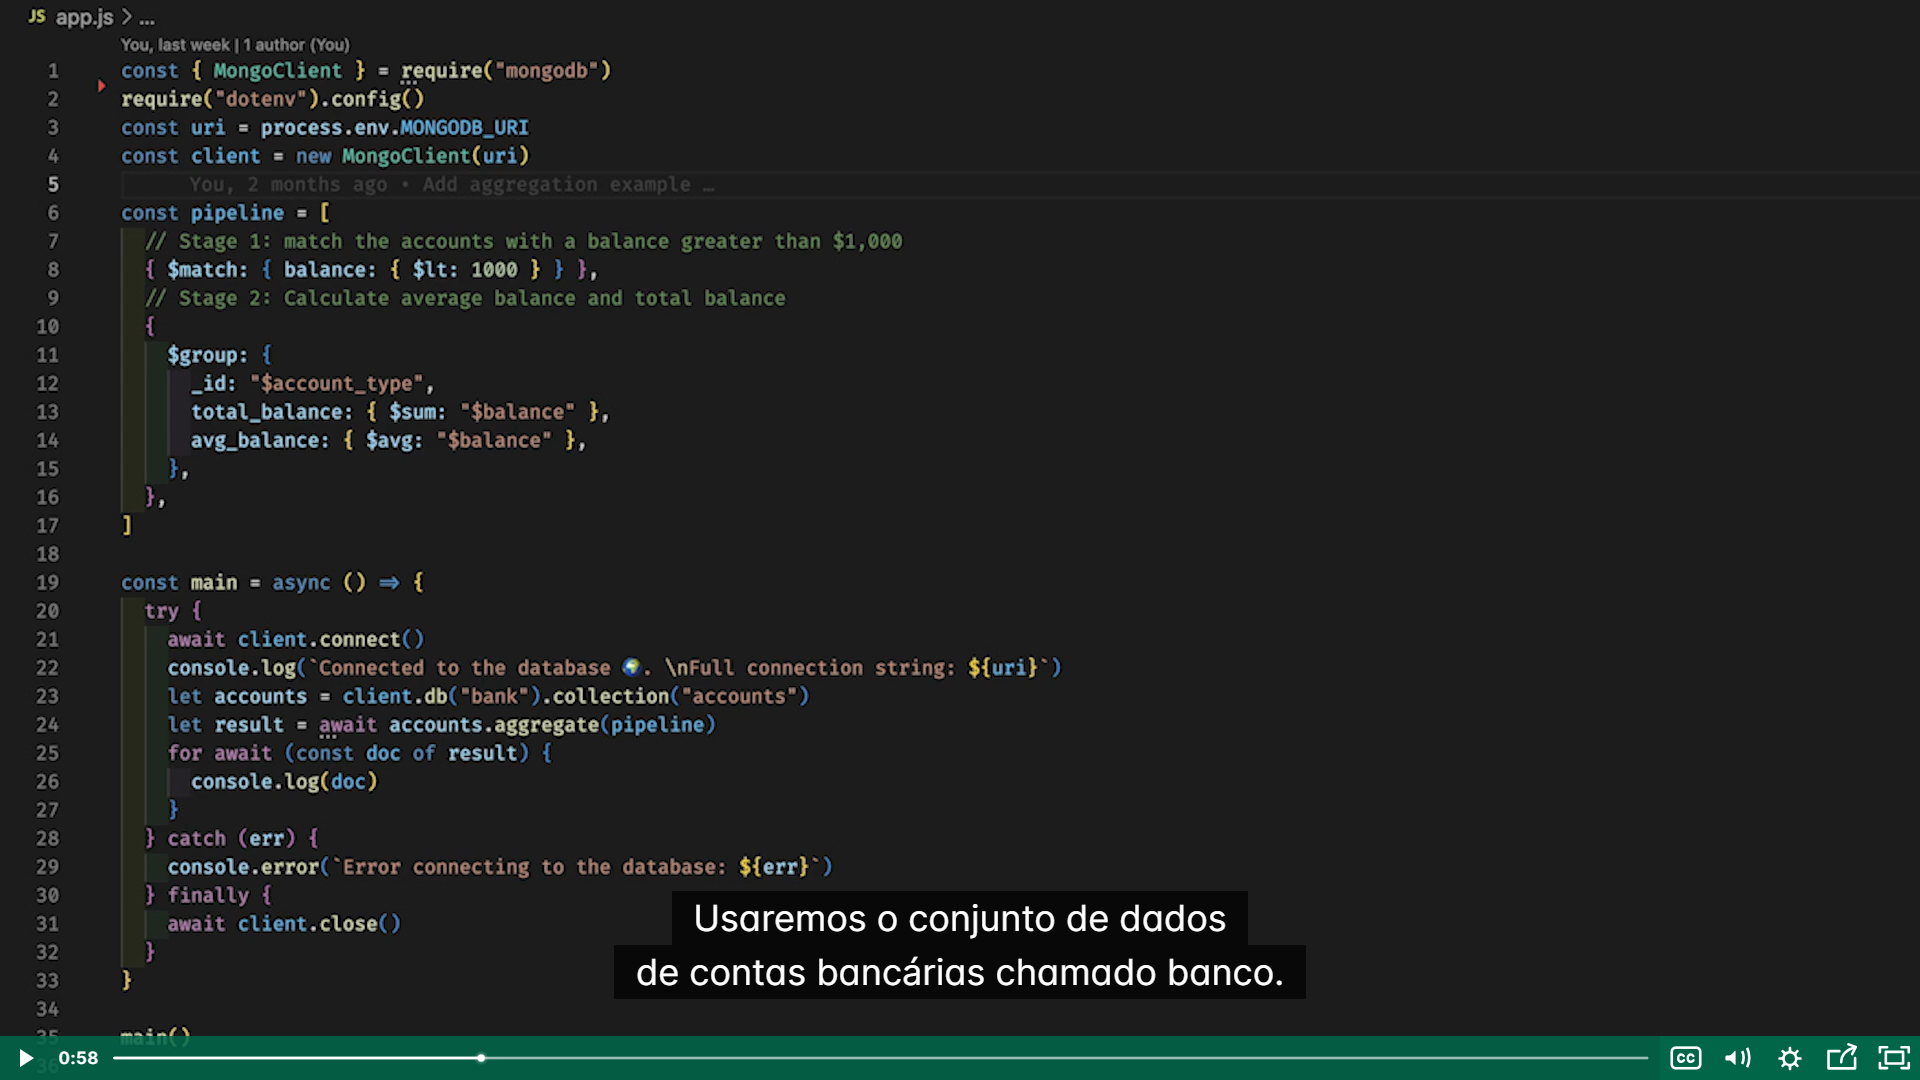 JS app.js > ...
You, last week | 1 author (You)
1 const { MongoClient } = require("mongodb")
2 require("dotenv").config()
3 const uri = process.env.MONGODB_URI
4 const client = new MongoClient(uri)
5 You, 2 months ago • Add aggregation example …
6 const pipeline = [
7 // Stage 1: match the accounts with a balance greater than $1,000
8 { $match: { balance: { $lt: 1000 } } },
9 // Stage 2: Calculate average balance and total balance
10 {
11 $group: {
12 _id: "$account_type",
13 total_balance: { $sum: "$balance" },
14 avg_balance: { $avg: "$balance" },
15 },
16 },
17 ]
18
19 const main = async () ⇒ {
20 try {
21 await client.connect()
22 console.log(`Connected to the database 🌍. \nFull connection string: ${uri}`)
23 let accounts = client.db("bank").collection("accounts")
24 let result = await accounts.aggregate(pipeline)
25 for await (const doc of result) {
26 console.log(doc)
27 }
28 } catch (err) {
29 console.error(`Error connecting to the database: ${err}`)
30 } finally {
31 await client.close()
32 }
33 }
34
35 main()
36
Usaremos o conjunto de dados
de contas bancárias chamado banco.
0:58
CC